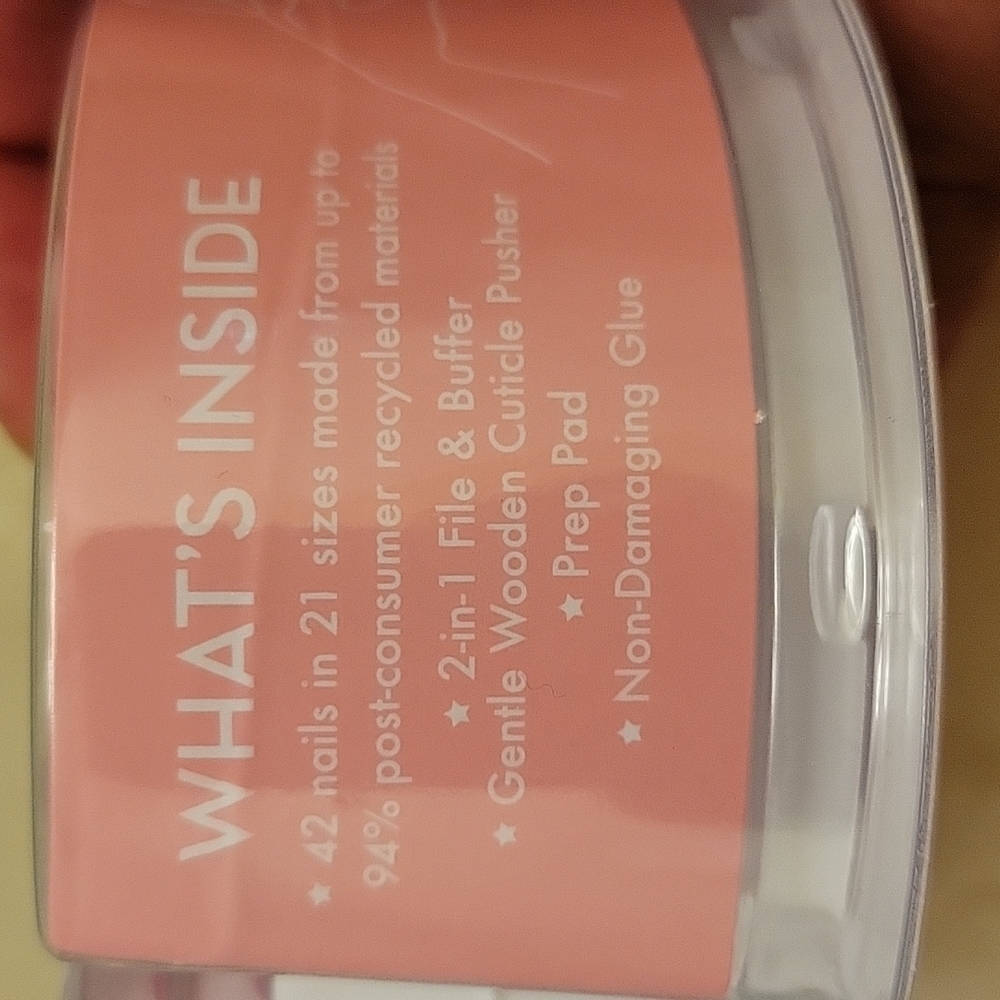 WHAT'S INSIDE
★ 42 nails in 21 sizes made from up to
94% post-consumer recycled materials
★ 2-in-1 File & Buffer
★ Gentle Wooden Cuticle Pusher
★ Prep Pad
★ Non-Damaging Glue